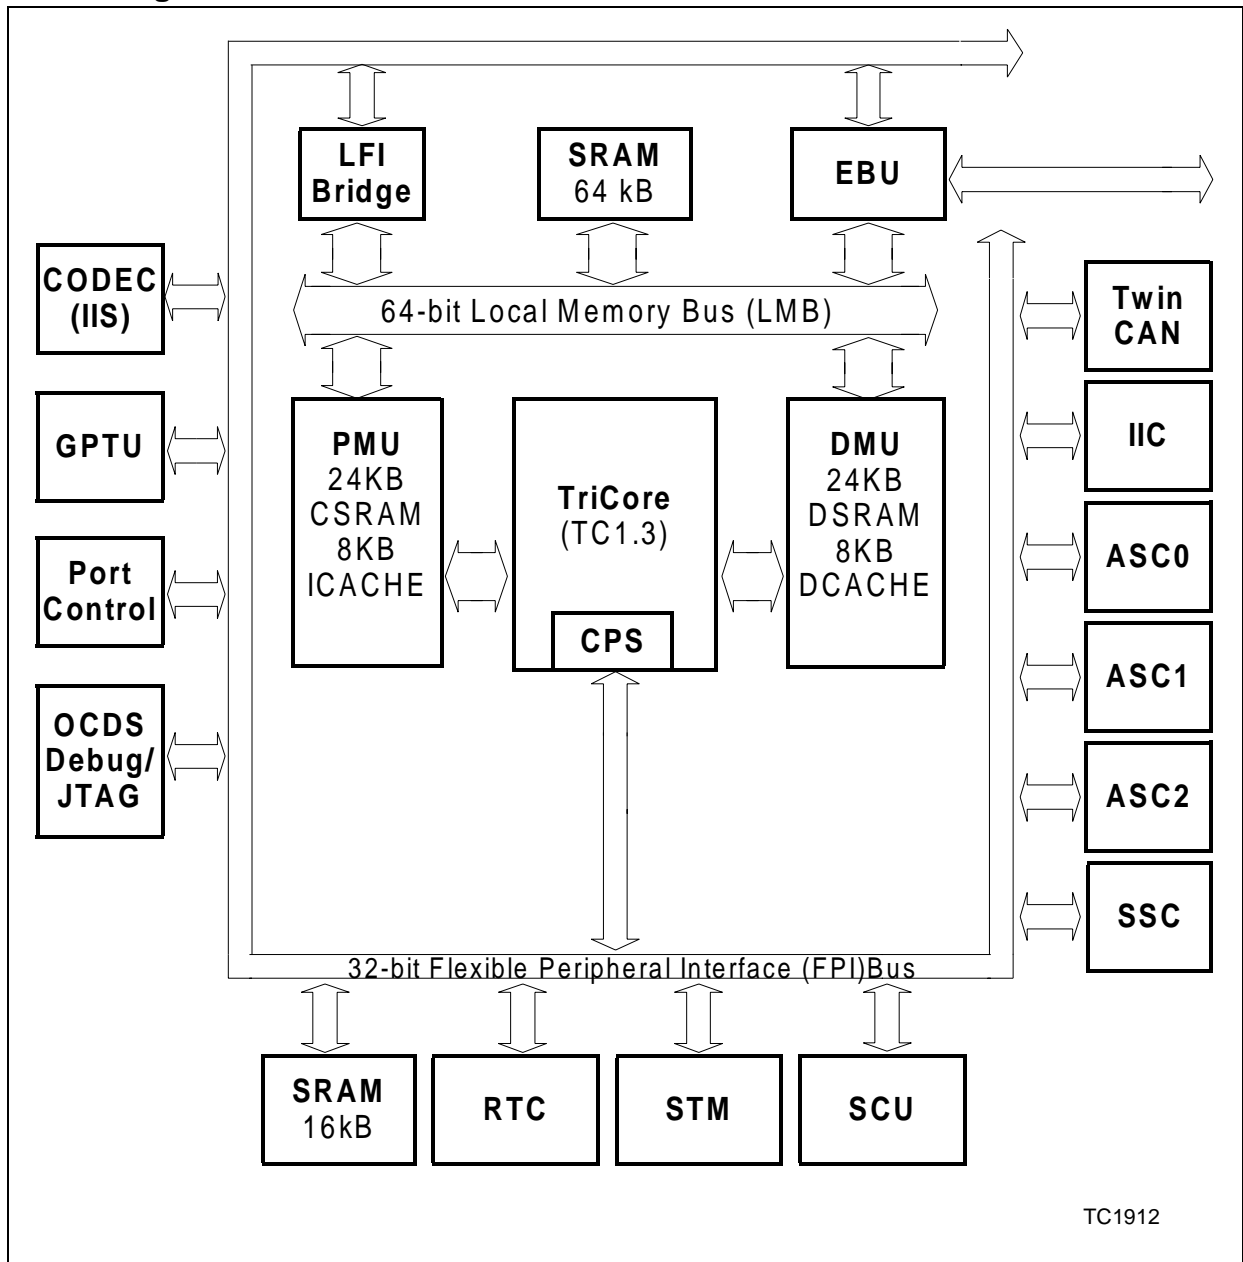 LFI
Bridge
SRAM
64 kB
EBU
CODEC
(IIS)
64-bit Local Memory Bus (LMB)
Twin
CAN
GPTU
PMU
24KB
CSRAM
8KB
ICACHE
TriCore
(TC1.3)
CPS
DMU
24KB
DSRAM
8KB
DCACHE
IIC
Port
Control
ASC0
OCDS
Debug/
JTAG
ASC1
ASC2
SSC
32-bit Flexible Peripheral Interface (FPI)Bus
SRAM
16kB
RTC
STM
SCU
TC1912